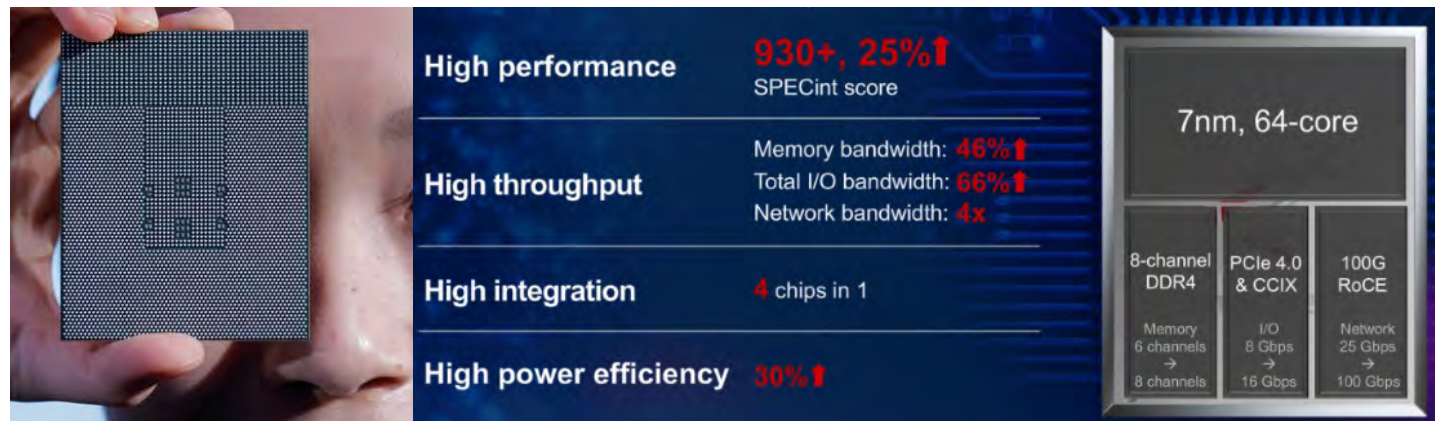 High performance
930+, 25%⬆
SPECint score
High throughput
Memory bandwidth: 46%⬆
Total I/O bandwidth: 66%⬆
Network bandwidth: 4x
High integration
4 chips in 1
High power efficiency
30%⬆
7nm, 64-core
8-channel
DDR4
Memory
6 channels
→
8 channels
PCIe 4.0
& CCIX
I/O
8 Gbps
→
16 Gbps
100G
RoCE
Network
25 Gbps
→
100 Gbps